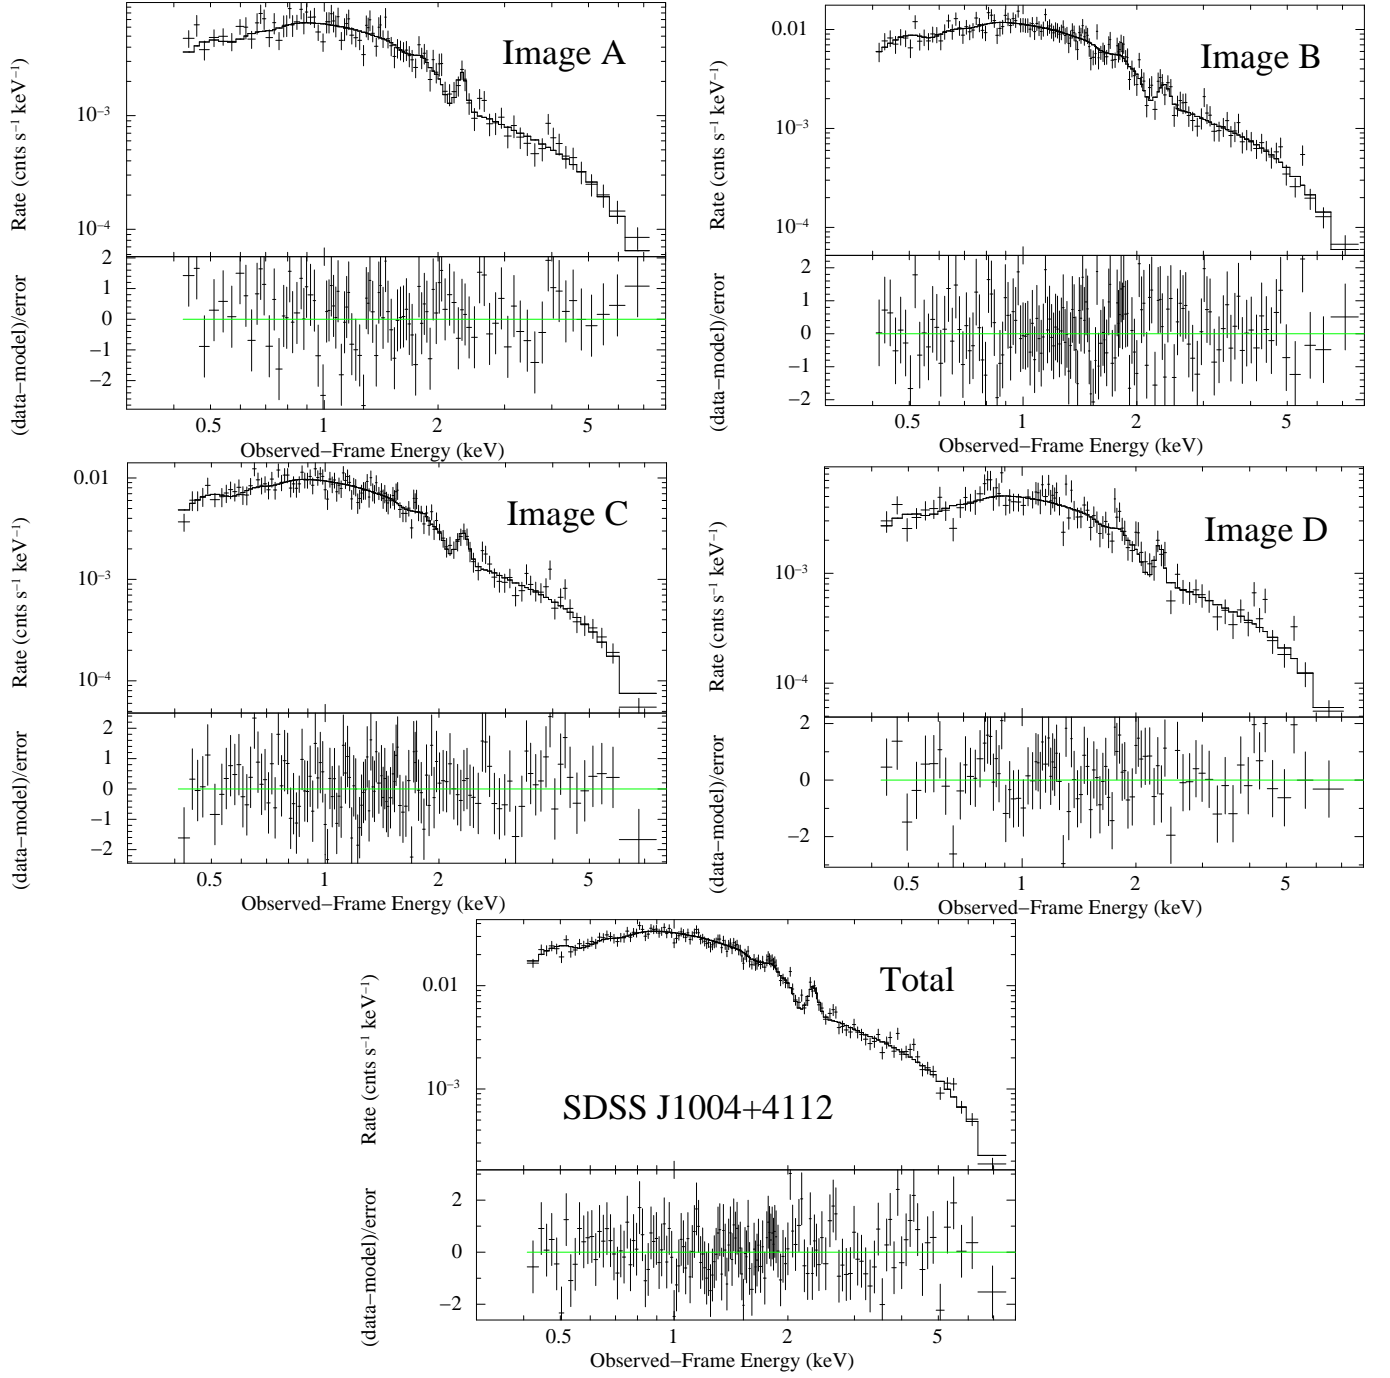 Image A
Rate (cnts s⁻¹ keV⁻¹)
10⁻³
10⁻⁴
(data−model)/error
2
1
0
−1
−2
0.5 1 2 5
Observed−Frame Energy (keV)
Image B
Rate (cnts s⁻¹ keV⁻¹)
0.01
10⁻³
10⁻⁴
(data−model)/error
2
1
0
−1
−2
0.5 1 2 5
Observed−Frame Energy (keV)
Image C
Rate (cnts s⁻¹ keV⁻¹)
0.01
10⁻³
10⁻⁴
(data−model)/error
2
1
0
−1
−2
0.5 1 2 5
Observed−Frame Energy (keV)
Image D
Rate (cnts s⁻¹ keV⁻¹)
10⁻³
10⁻⁴
(data−model)/error
2
0
−2
0.5 1 2 5
Observed−Frame Energy (keV)
Total
SDSS J1004+4112
Rate (cnts s⁻¹ keV⁻¹)
0.01
10⁻³
(data−model)/error
2
0
−2
0.5 1 2 5
Observed−Frame Energy (keV)